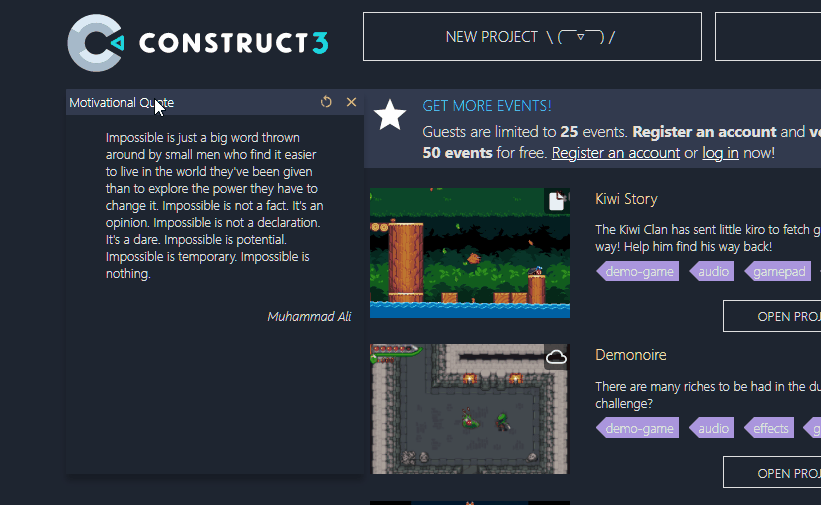 CONSTRUCT 3
NEW PROJECT \ (￣▽￣) /
Motivational Quote
Impossible is just a big word thrown
around by small men who find it easier
to live in the world they've been given
than to explore the power they have to
change it. Impossible is not a fact. It's an
opinion. Impossible is not a declaration.
It's a dare. Impossible is potential.
Impossible is temporary. Impossible is
nothing.
Muhammad Ali
GET MORE EVENTS!
Guests are limited to 25 events. Register an account and
50 events for free. Register an account or log in now!
Kiwi Story
The Kiwi Clan has sent little kiro to fetch
way! Help him find his way back!
demo-game audio gamepad
OPEN
Demonoire
There are many riches to be had in the
challenge?
demo-game audio effects
OPEN